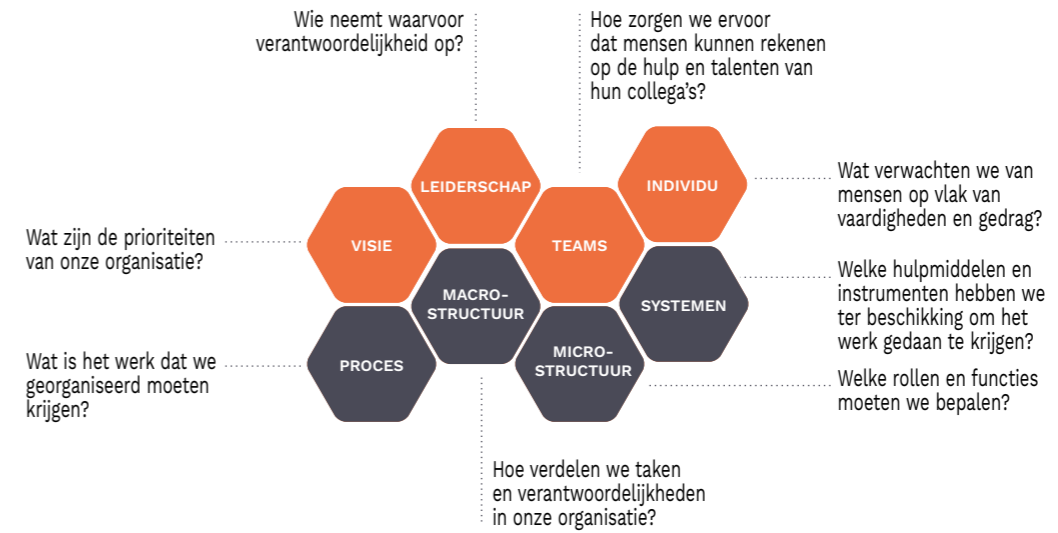 Wie neemt waarvoor
verantwoordelijkheid op?
Hoe zorgen we ervoor
dat mensen kunnen rekenen
op de hulp en talenten van
hun collega's?
LEIDERSCHAP
INDIVIDU
Wat verwachten we van
mensen op vlak van
vaardigheden en gedrag?
Wat zijn de prioriteiten
van onze organisatie?
VISIE
TEAMS
MACRO-
STRUCTUUR
SYSTEMEN
Welke hulpmiddelen en
instrumenten hebben we
ter beschikking om het
werk gedaan te krijgen?
Wat is het werk dat we
georganiseerd moeten
krijgen?
PROCES
MICRO-
STRUCTUUR
Welke rollen en functies
moeten we bepalen?
Hoe verdelen we taken
en verantwoordelijkheden
in onze organisatie?